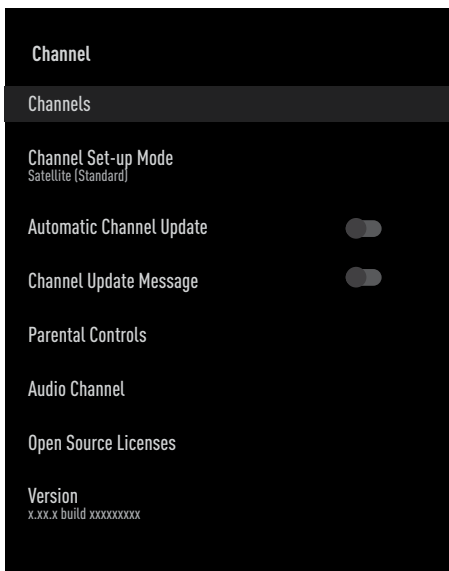 Channel
Channels
Channel Set-up Mode
Satellite (Standard)
Automatic Channel Update
Channel Update Message
Parental Controls
Audio Channel
Open Source Licenses
Version
x.xx.x build xxxxxxxxx